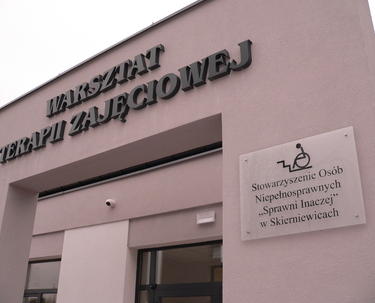 WARSZTAT
TERAPII ZAJĘCIOWEJ
Stowarzyszenie Osób
Niepełnosprawnych
„Sprawni Inaczej”
w Skierniewicach